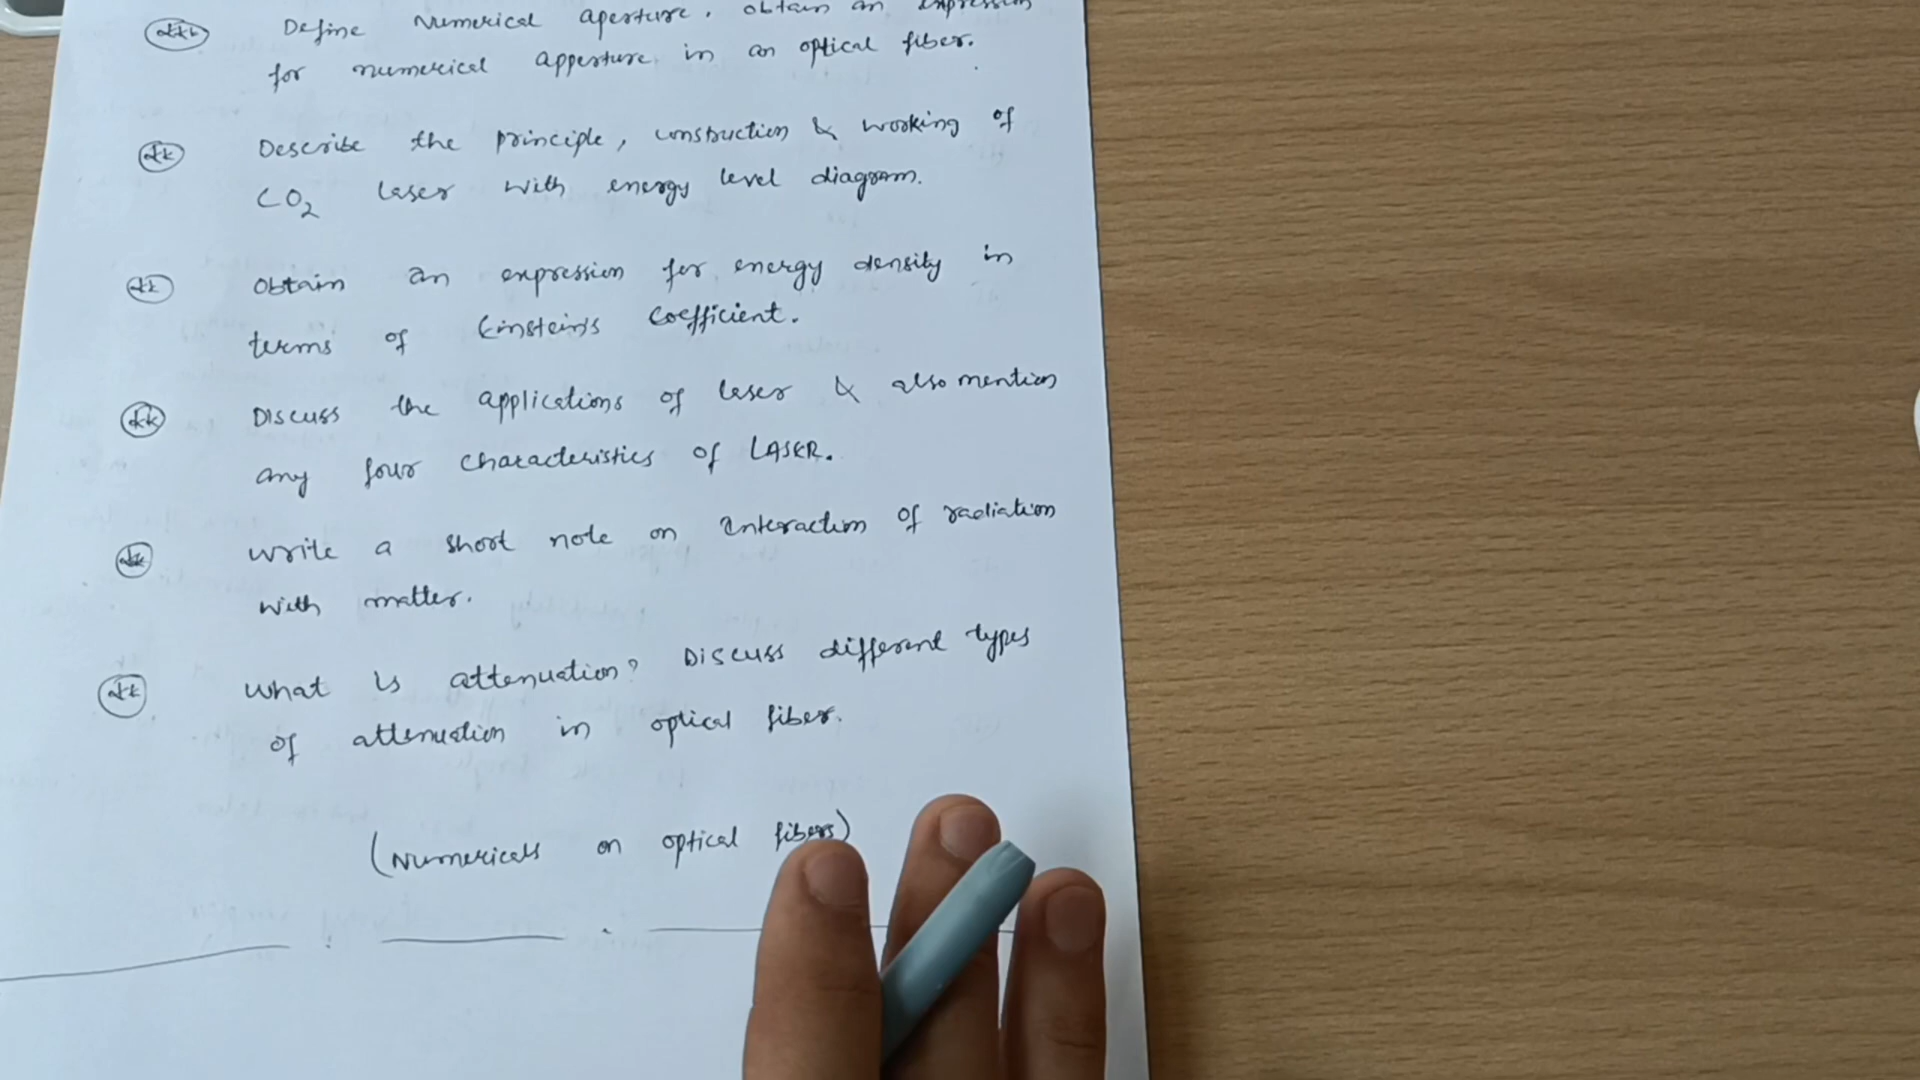 Define Numerical aperture. obtain an expression
for numerical apperture in an optical fiber.
Describe the principle, construction & working of
CO2 laser with energy level diagram.
obtain an expression for energy density in
terms of Einstein's coefficient.
Discuss the applications of laser & also mention
any four characteristics of LASER.
write a short note on Interaction of radiation
with matter.
what is attenuation? Discuss different types
of attenuation in optical fiber.
(Numericals on optical fibers)